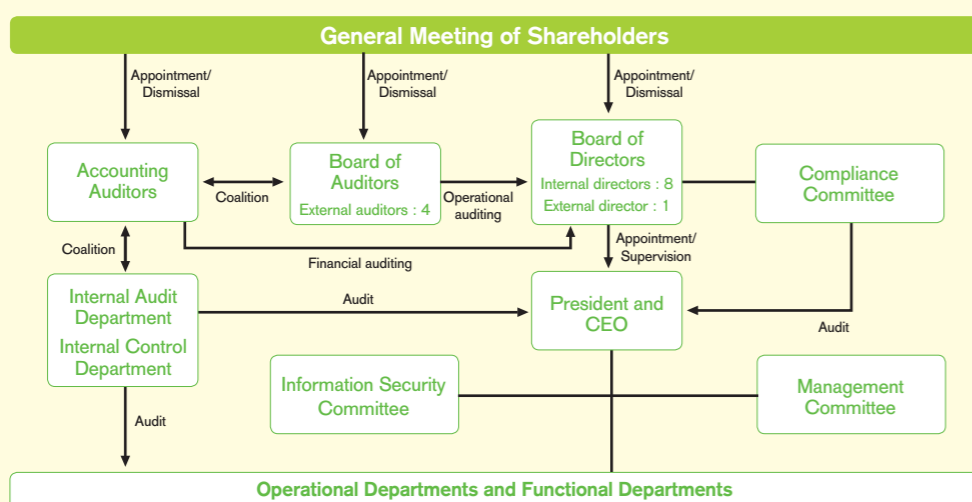 General Meeting of Shareholders
Appointment/
Dismissal
Appointment/
Dismissal
Appointment/
Dismissal
Accounting
Auditors
Coalition
Board of
Auditors
External auditors : 4
Operational
auditing
Board of
Directors
Internal directors : 8
External director : 1
Compliance
Committee
Coalition
Financial auditing
Appointment/
Supervision
Internal Audit
Department
Internal Control
Department
Audit
President and
CEO
Audit
Information Security
Committee
Management
Committee
Audit
Operational Departments and Functional Departments